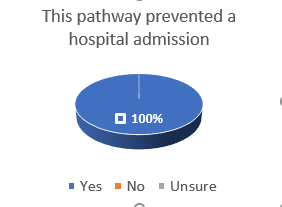 This pathway prevented a
hospital admission
100%
Yes No Unsure